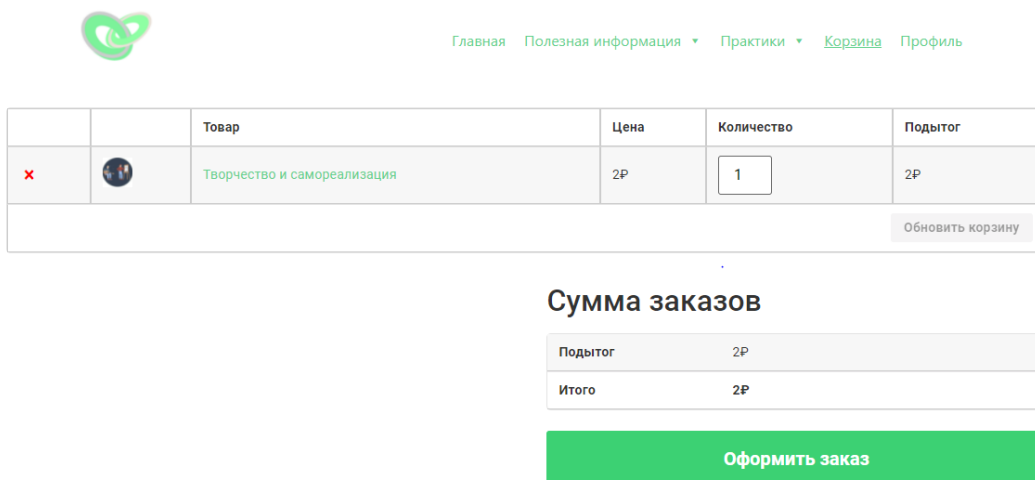 Главная Полезная информация ▾ Практики ▾ Корзина Профиль
Товар Цена Количество Подытог
× Творчество и самореализация 2₽ 1 2₽
Обновить корзину
Сумма заказов
Подытог 2₽
Итого 2₽
Оформить заказ